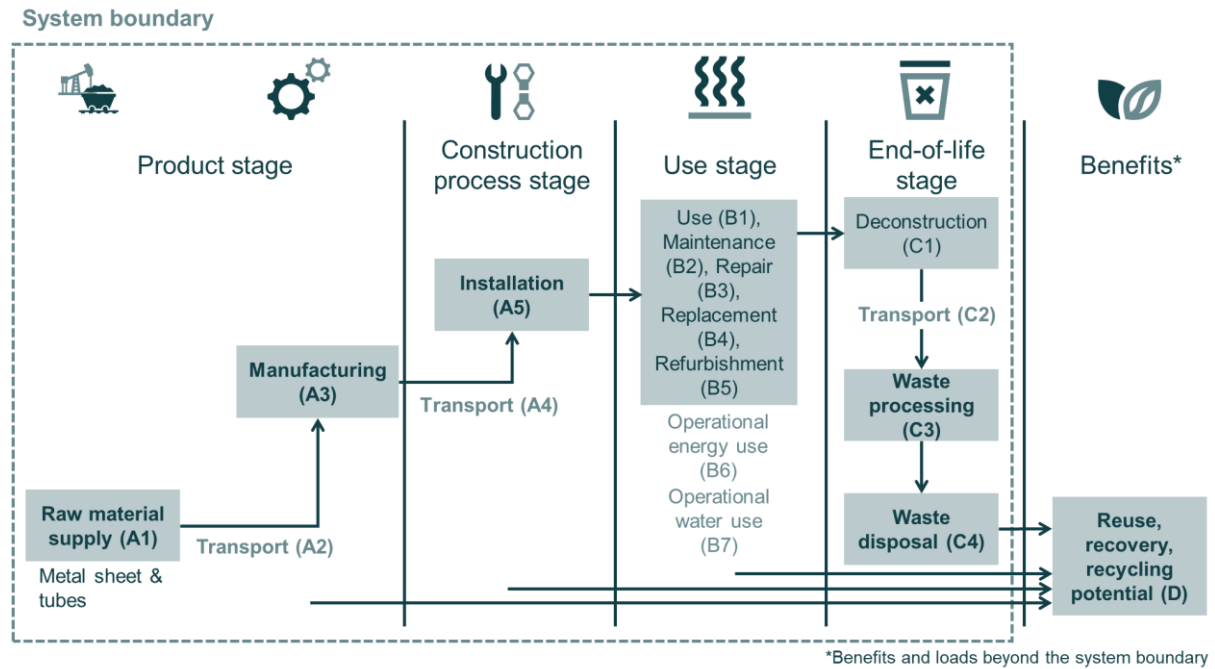 System boundary
Product stage
Construction
process stage
Use stage
End-of-life
stage
Benefits*
Raw material
supply (A1)
Metal sheet &
tubes
Transport (A2)
Manufacturing
(A3)
Transport (A4)
Installation
(A5)
Use (B1),
Maintenance
(B2), Repair
(B3),
Replacement
(B4),
Refurbishment
(B5)
Operational
energy use
(B6)
Operational
water use
(B7)
Deconstruction
(C1)
Transport (C2)
Waste
processing
(C3)
Waste
disposal (C4)
Reuse,
recovery,
recycling
potential (D)
*Benefits and loads beyond the system boundary